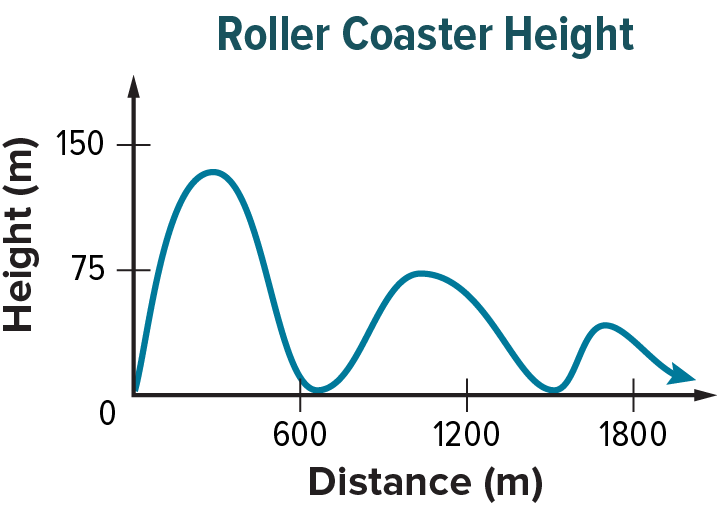 Roller Coaster Height
Height (m)
150
75
0
600
1200
1800
Distance (m)